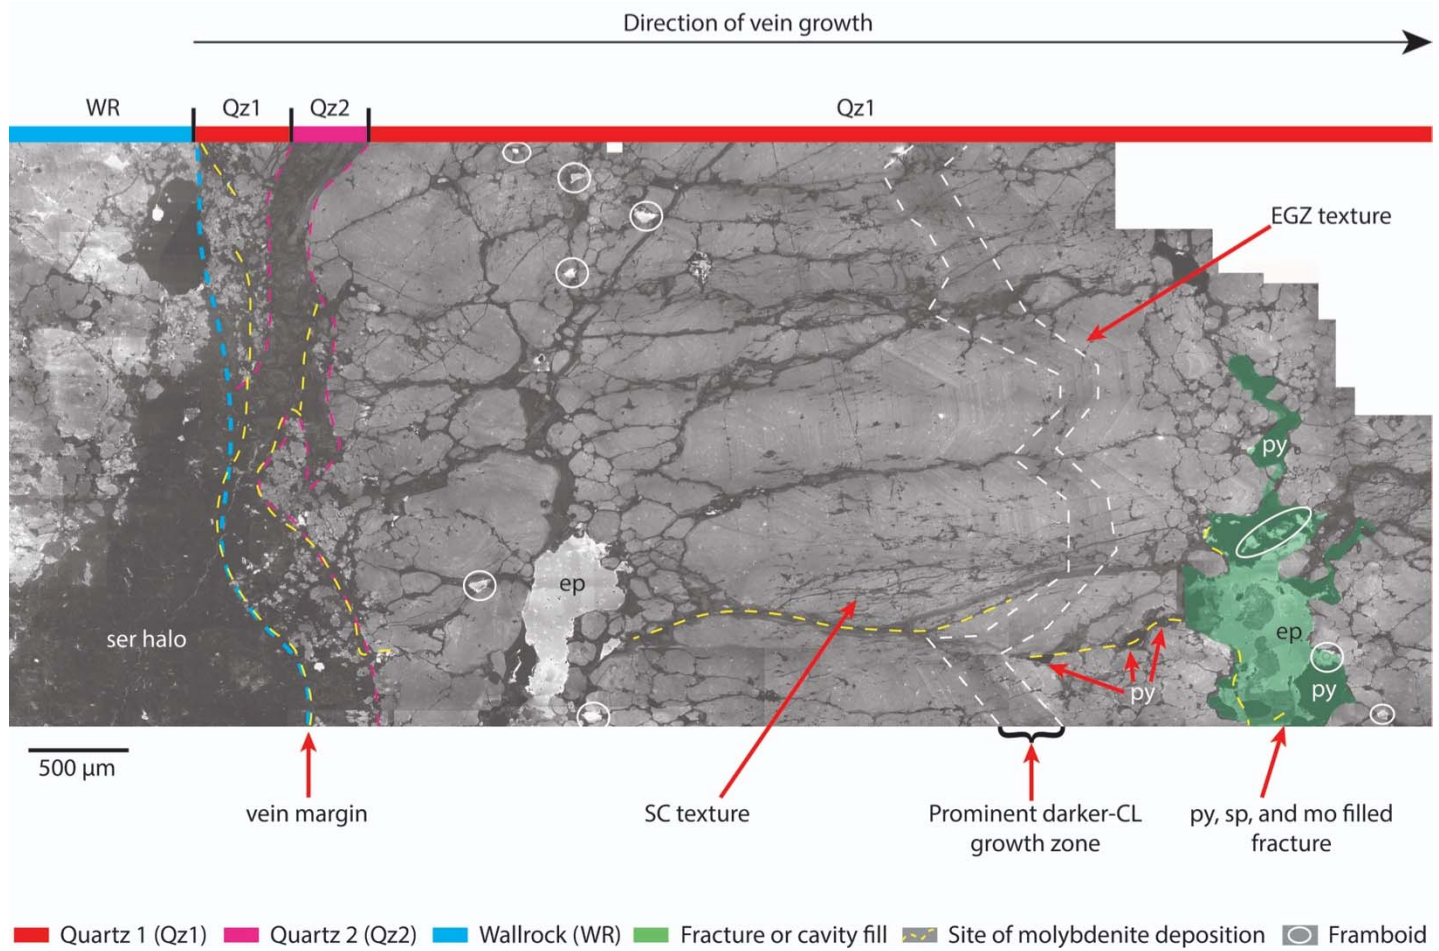 Direction of vein growth
WR
Qz1
Qz2
Qz1
EGZ texture
py
ep
ser halo
ep
py
py
500 μm
vein margin
SC texture
Prominent darker-CL
growth zone
py, sp, and mo filled
fracture
Quartz 1 (Qz1)
Quartz 2 (Qz2)
Wallrock (WR)
Fracture or cavity fill
Site of molybdenite deposition
Framboid